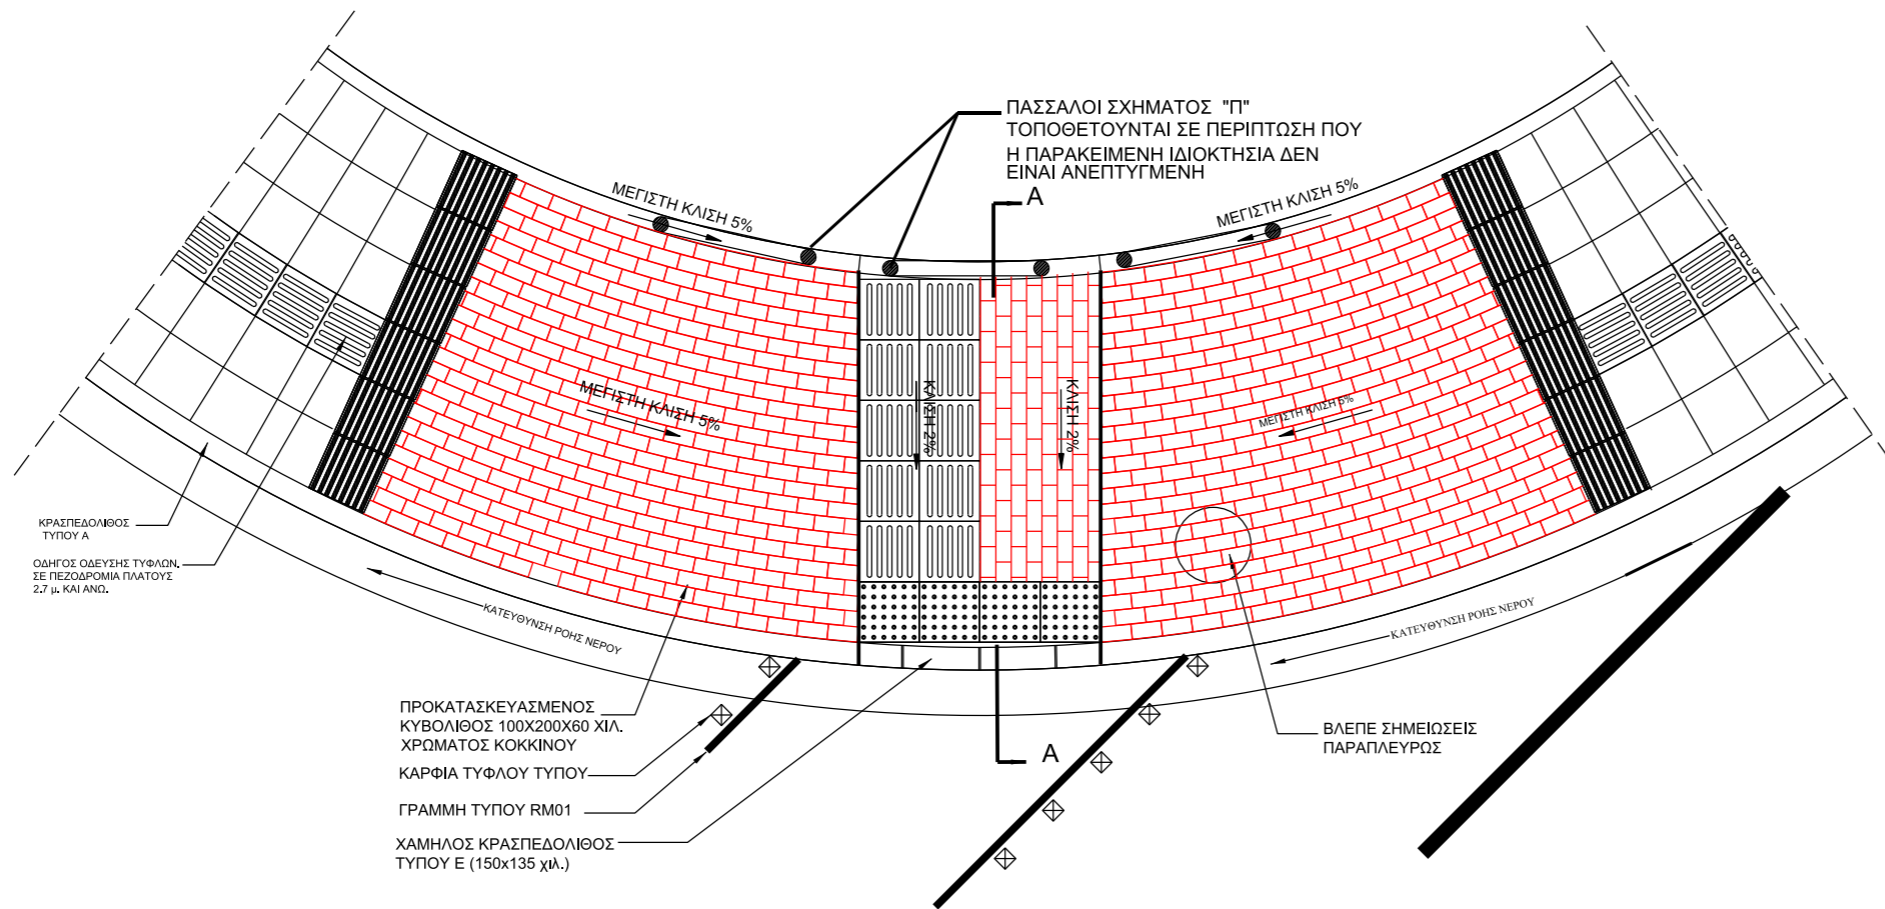 ΠΑΣΣΑΛΟΙ ΣΧΗΜΑΤΟΣ "Π"
ΤΟΠΟΘΕΤΟΥΝΤΑΙ ΣΕ ΠΕΡΙΠΤΩΣΗ ΠΟΥ
Η ΠΑΡΑΚΕΙΜΕΝΗ ΙΔΙΟΚΤΗΣΙΑ ΔΕΝ
ΕΙΝΑΙ ΑΝΕΠΤΥΓΜΕΝΗ
ΜΕΓΙΣΤΗ ΚΛΙΣΗ 5%
Α
ΜΕΓΙΣΤΗ ΚΛΙΣΗ 5%
ΜΕΓΙΣΤΗ ΚΛΙΣΗ 5%
ΚΛΙΣΗ 2%
ΚΛΙΣΗ 2%
ΜΕΓΙΣΤΗ ΚΛΙΣΗ 5%
ΚΡΑΣΠΕΔΟΛΙΘΟΣ
ΤΥΠΟΥ Α
ΟΔΗΓΟΣ ΟΔΕΥΣΗΣ ΤΥΦΛΩΝ.
ΣΕ ΠΕΖΟΔΡΟΜΙΑ ΠΛΑΤΟΥΣ
2.7 μ. ΚΑΙ ΑΝΩ.
ΚΑΤΕΥΘΥΝΣΗ ΡΟΗΣ ΝΕΡΟΥ
ΚΑΤΕΥΘΥΝΣΗ ΡΟΗΣ ΝΕΡΟΥ
ΠΡΟΚΑΤΑΣΚΕΥΑΣΜΕΝΟΣ
ΚΥΒΟΛΙΘΟΣ 100Χ200Χ60 ΧΙΛ.
ΧΡΩΜΑΤΟΣ ΚΟΚΚΙΝΟΥ
ΚΑΡΦΙΑ ΤΥΦΛΟΥ ΤΥΠΟΥ
ΓΡΑΜΜΗ ΤΥΠΟΥ RM01
ΧΑΜΗΛΟΣ ΚΡΑΣΠΕΔΟΛΙΘΟΣ
ΤΥΠΟΥ Ε (150x135 χιλ.)
Α
ΒΛΕΠΕ ΣΗΜΕΙΩΣΕΙΣ
ΠΑΡΑΠΛΕΥΡΩΣ